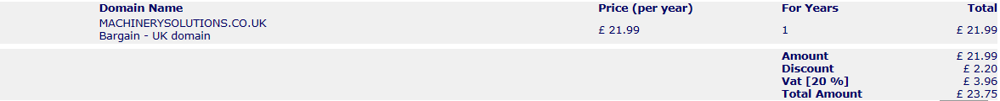 Domain Name Price (per year) For Years Total
MACHINERYSOLUTIONS.CO.UK
Bargain - UK domain £ 21.99 1 £ 21.99
Amount £ 21.99
Discount £ 2.20
Vat [20 %] £ 3.96
Total Amount £ 23.75